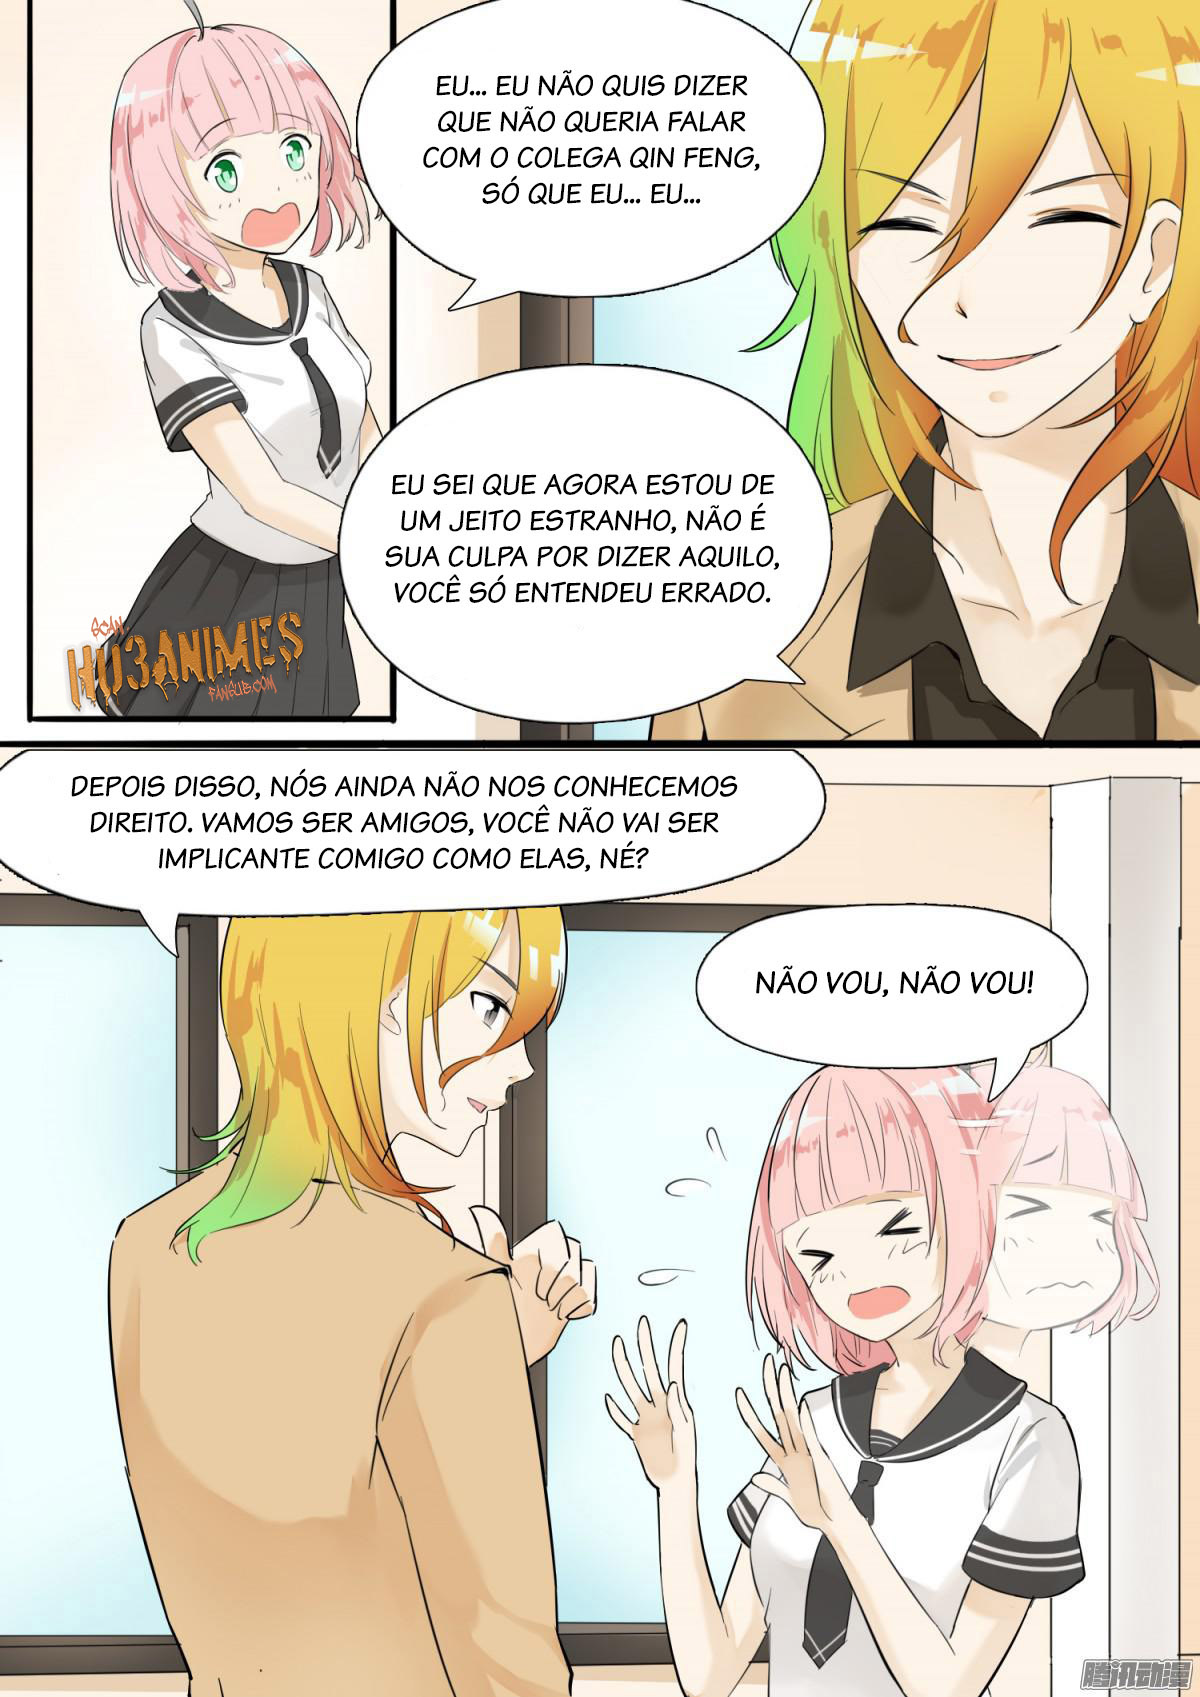 EU... EU NÃO QUIS DIZER
QUE NÃO QUERIA FALAR
COM O COLEGA QIN FENG,
SÓ QUE EU... EU...
EU SEI QUE AGORA ESTOU DE
UM JEITO ESTRANHO, NÃO É
SUA CULPA POR DIZER AQUILO,
VOCÊ SÓ ENTENDEU ERRADO.
SCAN
HU3ANIMES
FANSUB.COM
DEPOIS DISSO, NÓS AINDA NÃO NOS CONHECEMOS
DIREITO. VAMOS SER AMIGOS, VOCÊ NÃO VAI SER
IMPLICANTE COMIGO COMO ELAS, NÉ?
NÃO VOU, NÃO VOU!
腾讯动漫